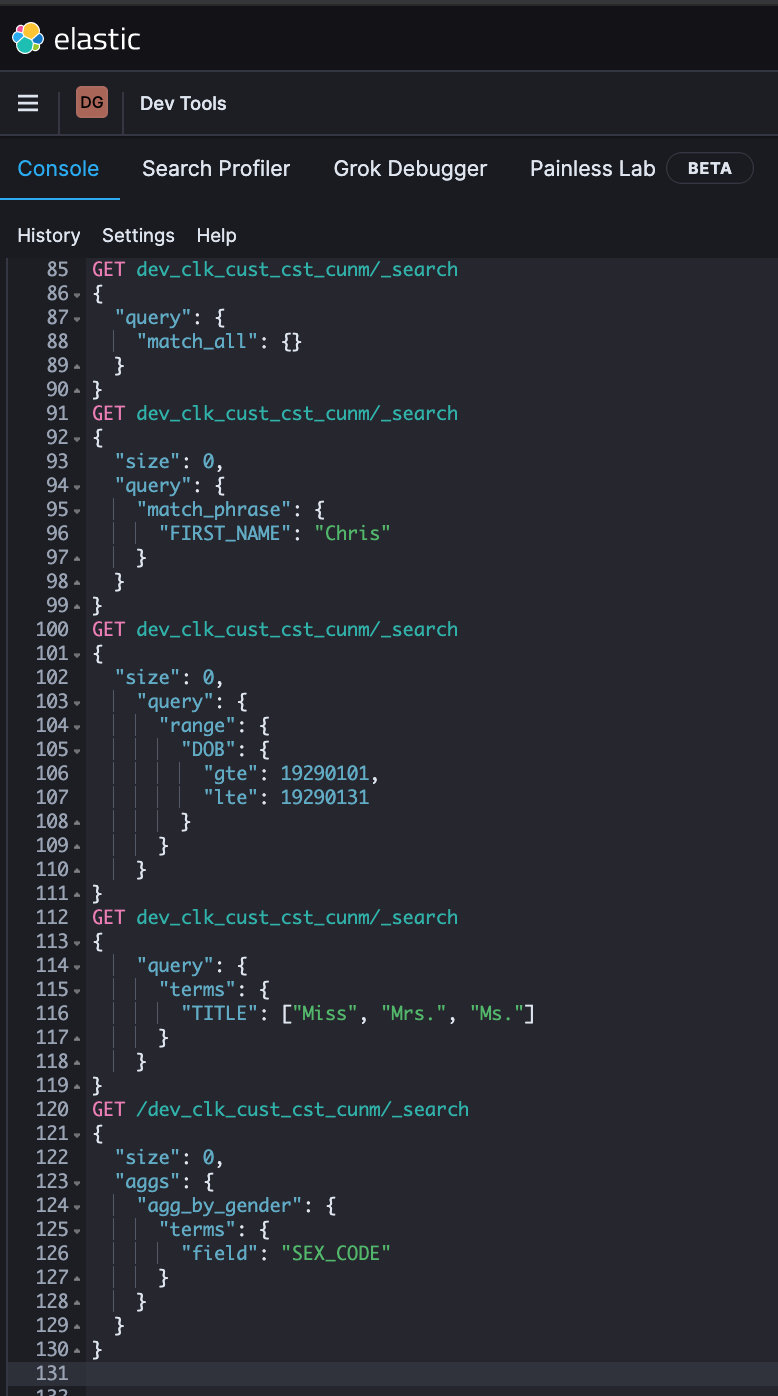 elastic
DG Dev Tools
Console Search Profiler Grok Debugger Painless Lab BETA
History Settings Help
85 GET dev_clk_cust_cst_cunm/_search
86 {
87 "query": {
88 "match_all": {}
89 }
90 }
91 GET dev_clk_cust_cst_cunm/_search
92 {
93 "size": 0,
94 "query": {
95 "match_phrase": {
96 "FIRST_NAME": "Chris"
97 }
98 }
99 }
100 GET dev_clk_cust_cst_cunm/_search
101 {
102 "size": 0,
103 "query": {
104 "range": {
105 "DOB": {
106 "gte": 19290101,
107 "lte": 19290131
108 }
109 }
110 }
111 }
112 GET dev_clk_cust_cst_cunm/_search
113 {
114 "query": {
115 "terms": {
116 "TITLE": ["Miss", "Mrs.", "Ms."]
117 }
118 }
119 }
120 GET /dev_clk_cust_cst_cunm/_search
121 {
122 "size": 0,
123 "aggs": {
124 "agg_by_gender": {
125 "terms": {
126 "field": "SEX_CODE"
127 }
128 }
129 }
130 }
131
132